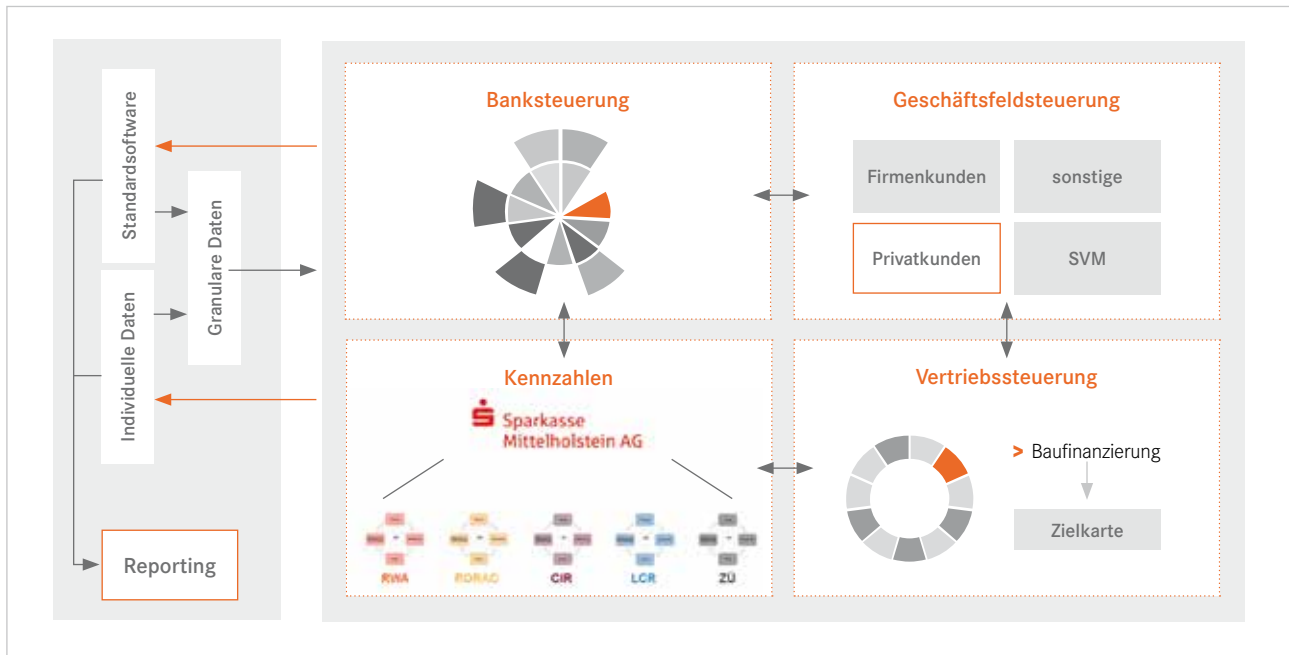 Standardsoftware
Individuelle Daten
Granulare Daten
Reporting
Banksteuerung
Geschäftsfeldsteuerung
Firmenkunden
sonstige
Privatkunden
SVM
Kennzahlen
Sparkasse
Mittelholstein AG
RWA
RORAC
CIR
LCR
ZÜ
Vertriebssteuerung
> Baufinanzierung
Zielkarte